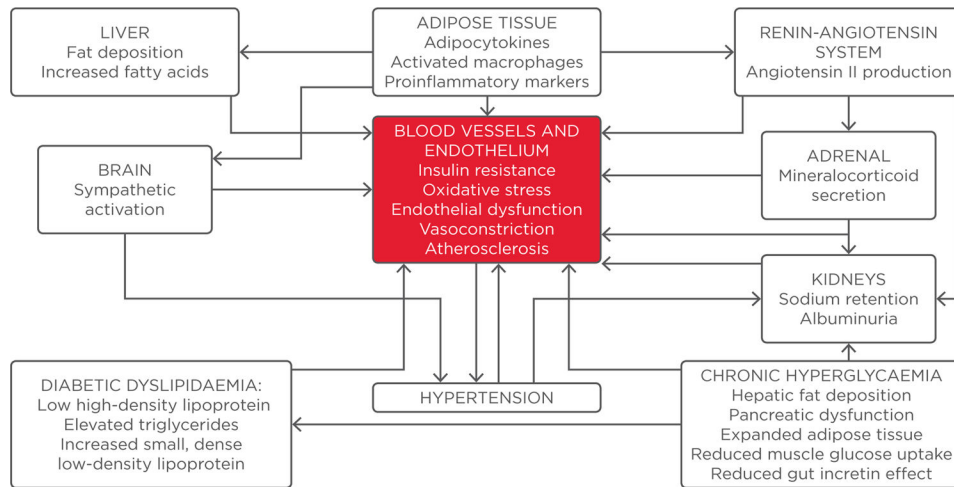 LIVER
Fat deposition
Increased fatty acids
ADIPOSE TISSUE
Adipocytokines
Activated macrophages
Proinflammatory markers
RENIN-ANGIOTENSIN
SYSTEM
Angiotensin II production
BRAIN
Sympathetic
activation
BLOOD VESSELS AND
ENDOTHELIUM
Insulin resistance
Oxidative stress
Endothelial dysfunction
Vasoconstriction
Atherosclerosis
ADRENAL
Mineralocorticoid
secretion
KIDNEYS
Sodium retention
Albuminuria
DIABETIC DYSLIPIDAEMIA:
Low high-density lipoprotein
Elevated triglycerides
Increased small, dense
low-density lipoprotein
HYPERTENSION
CHRONIC HYPERGLYCAEMIA
Hepatic fat deposition
Pancreatic dysfunction
Expanded adipose tissue
Reduced muscle glucose uptake
Reduced gut incretin effect